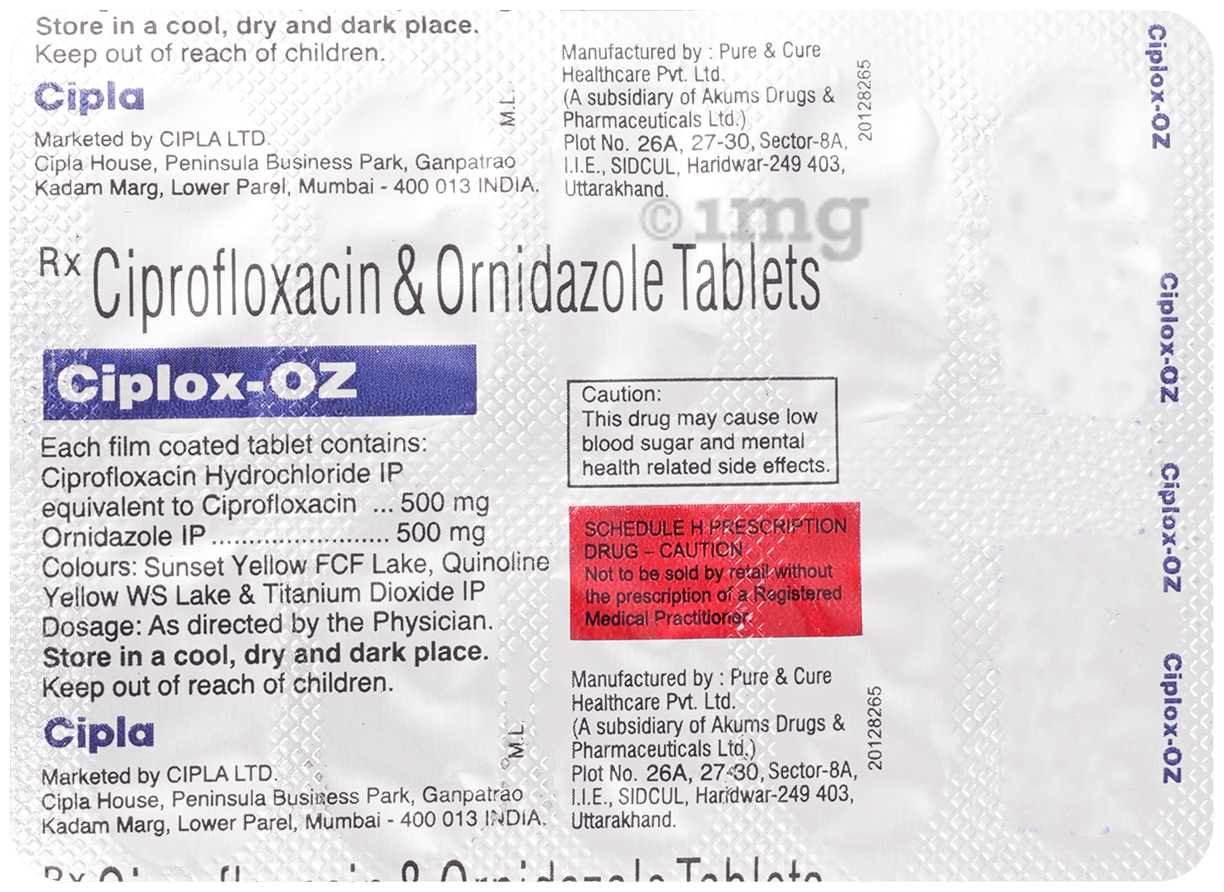 Store in a cool, dry and dark place.
Keep out of reach of children.
Cipla
Marketed by CIPLA LTD.
Cipla House, Peninsula Business Park, Ganpatrao
Kadam Marg, Lower Parel, Mumbai - 400 013 INDIA.
M.L.
Manufactured by : Pure & Cure
Healthcare Pvt. Ltd.
(A subsidiary of Akums Drugs &
Pharmaceuticals Ltd.)
Plot No. 26A, 27-30, Sector-8A,
I.I.E., SIDCUL, Haridwar-249 403,
Uttarakhand.
20128265
©1mg
Rx Ciprofloxacin & Ornidazole Tablets
Ciplox-OZ
Each film coated tablet contains:
Ciprofloxacin Hydrochloride IP
equivalent to Ciprofloxacin ... 500 mg
Ornidazole IP ........................ 500 mg
Colours: Sunset Yellow FCF Lake, Quinoline
Yellow WS Lake & Titanium Dioxide IP
Dosage: As directed by the Physician.
Store in a cool, dry and dark place.
Keep out of reach of children.
Caution:
This drug may cause low
blood sugar and mental
health related side effects.
SCHEDULE H PRESCRIPTION
DRUG – CAUTION
Not to be sold by retail without
the prescription of a Registered
Medical Practitioner.
Cipla
Marketed by CIPLA LTD.
Cipla House, Peninsula Business Park, Ganpatrao
Kadam Marg, Lower Parel, Mumbai - 400 013 INDIA.
M.L.
Manufactured by : Pure & Cure
Healthcare Pvt. Ltd.
(A subsidiary of Akums Drugs &
Pharmaceuticals Ltd.)
Plot No. 26A, 27-30, Sector-8A,
I.I.E., SIDCUL, Haridwar-249 403,
Uttarakhand.
20128265
Rx Ciprofloxacin & Ornidazole Tablets
Ciplox-OZ
Ciplox-OZ
Ciplox-OZ
Ciplox-OZ